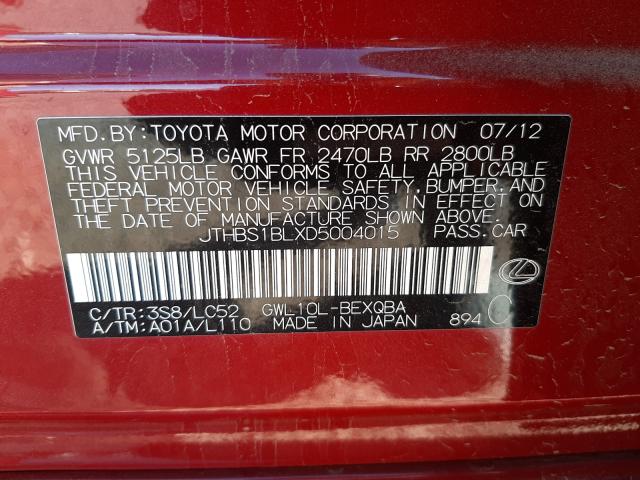 MFD.BY:TOYOTA MOTOR CORPORATION 07/12
GVWR 5125LB GAWR FR 2470LB RR 2800LB
THIS VEHICLE CONFORMS TO ALL APPLICABLE
FEDERAL MOTOR VEHICLE SAFETY,BUMPER,AND
THEFT PREVENTION STANDARDS IN EFFECT ON
THE DATE OF MANUFACTURE SHOWN ABOVE.
JTHBS1BLXD5004015 PASS.CAR
C/TR:3S8/LC52 GWL10L-BEXQBA
A/TM:A01A/L110 MADE IN JAPAN 894 C